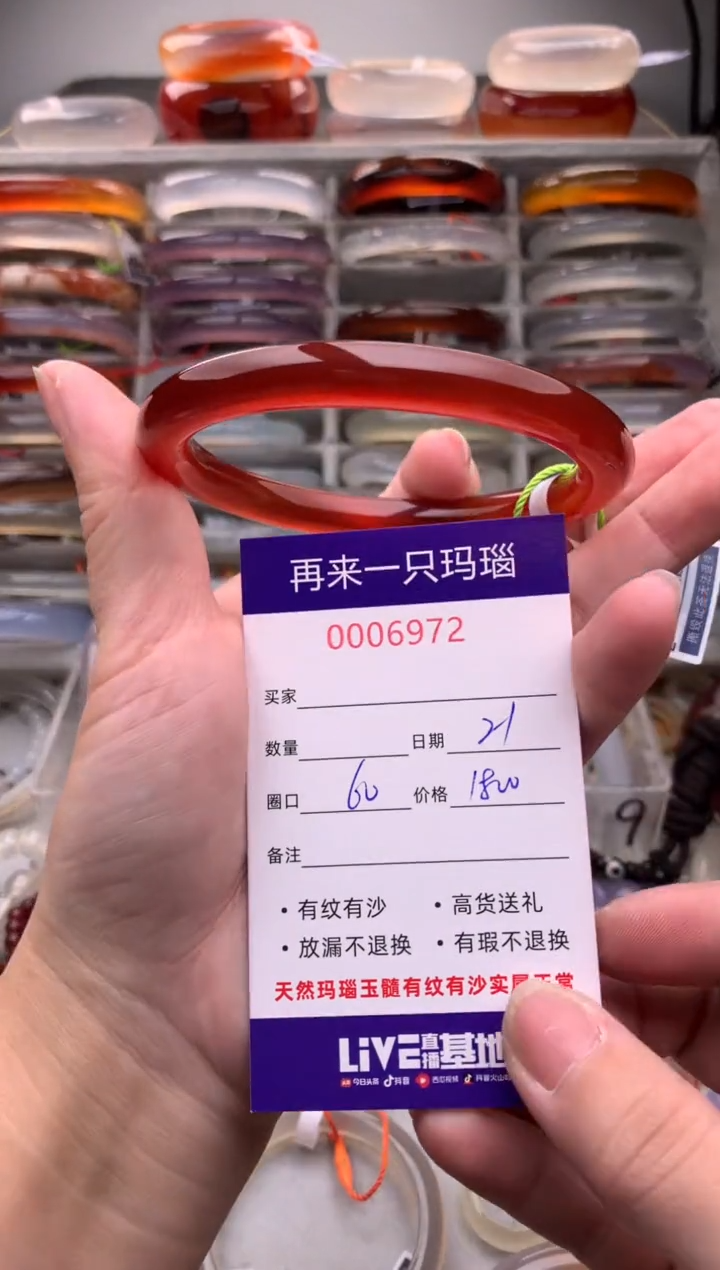 再来一只玛瑙
0006972
买家
数量 日期 21
圈口 60 价格 1800
备注
·有纹有沙 ·高货送礼
·放漏不退换 ·有瑕不退换
天然玛瑙玉髓有纹有沙实属正常
LiVE直播基地
今日头条 抖音 西瓜视频 抖音火山
9